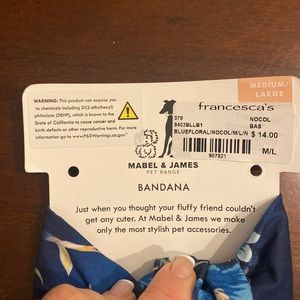 WARNING: This product can expose you
to chemicals including Di(2-ethylhexyl)
phthalate (DEHP), which is known to the
State of California to cause cancer and
birth defects or other reproductive harm. For
more information go to www.P65Warnings.ca.gov.
MEDIUM/
LARGE
francesca's
079
NOCOL
8403BLLB1
BAS
BLUEFLORAL/NOCOL/M/L/N
$ 14.00
907821
M/L
MABEL & JAMES
PET RANGE
BANDANA
Just when you thought your fluffy friend couldn't
get any cuter. At Mabel & James we make
only the most stylish pet accessories.